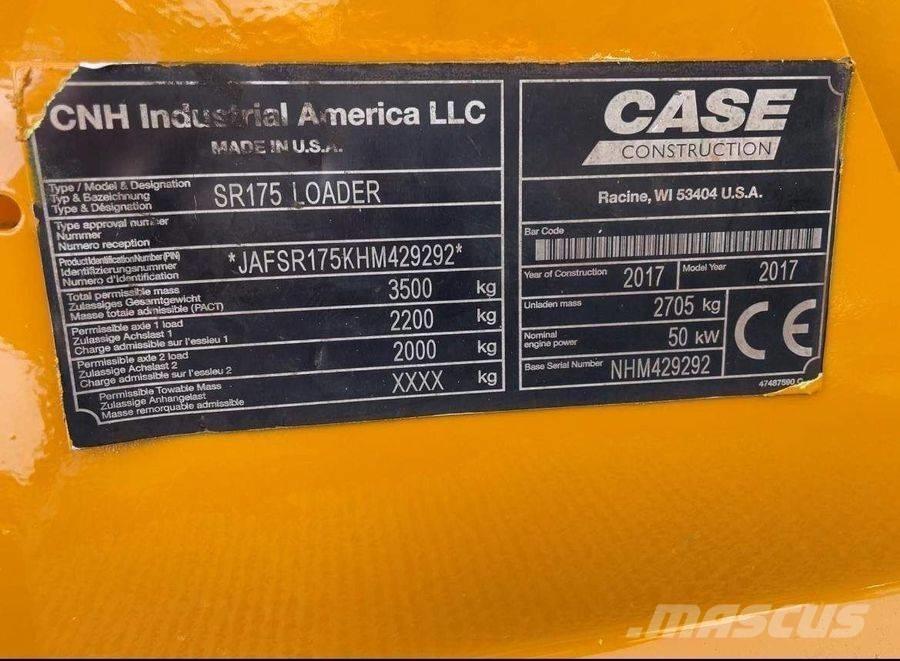 CNH Industrial America LLC
MADE IN U.S.A.
Type / Model & Designation
Typ & Bezeichnung
Type & Désignation
SR175 LOADER
Type approval number
Nummer
Numero reception
Product Identification Number (PIN)
Identifizierungsnummer
Numero d'Identification
*JAFSR175KHM429292*
Total permissible mass
Zulassiges Gesamtgewicht
Masse totale admissible (PACT)
3500 kg
Permissible axie 1 load
Zulassige Achslast 1
Charge admissible sur l'essieu 1
2200 kg
Permissible axle 2 load
Zulassige Achslast 2
Charge admissible sur l'essieu 2
2000 kg
Permissible Towable Mass
Zulassige Anhangelast
Masse remorquable admissible
XXXX kg
CASE
CONSTRUCTION
Racine, WI 53404 U.S.A.
Bar Code
Year of Construction 2017 Model Year 2017
Unladen mass 2705 kg
Nominal
engine power
50 kW
Base Serial Number NHM429292
CE
47487590 C
MASCUS